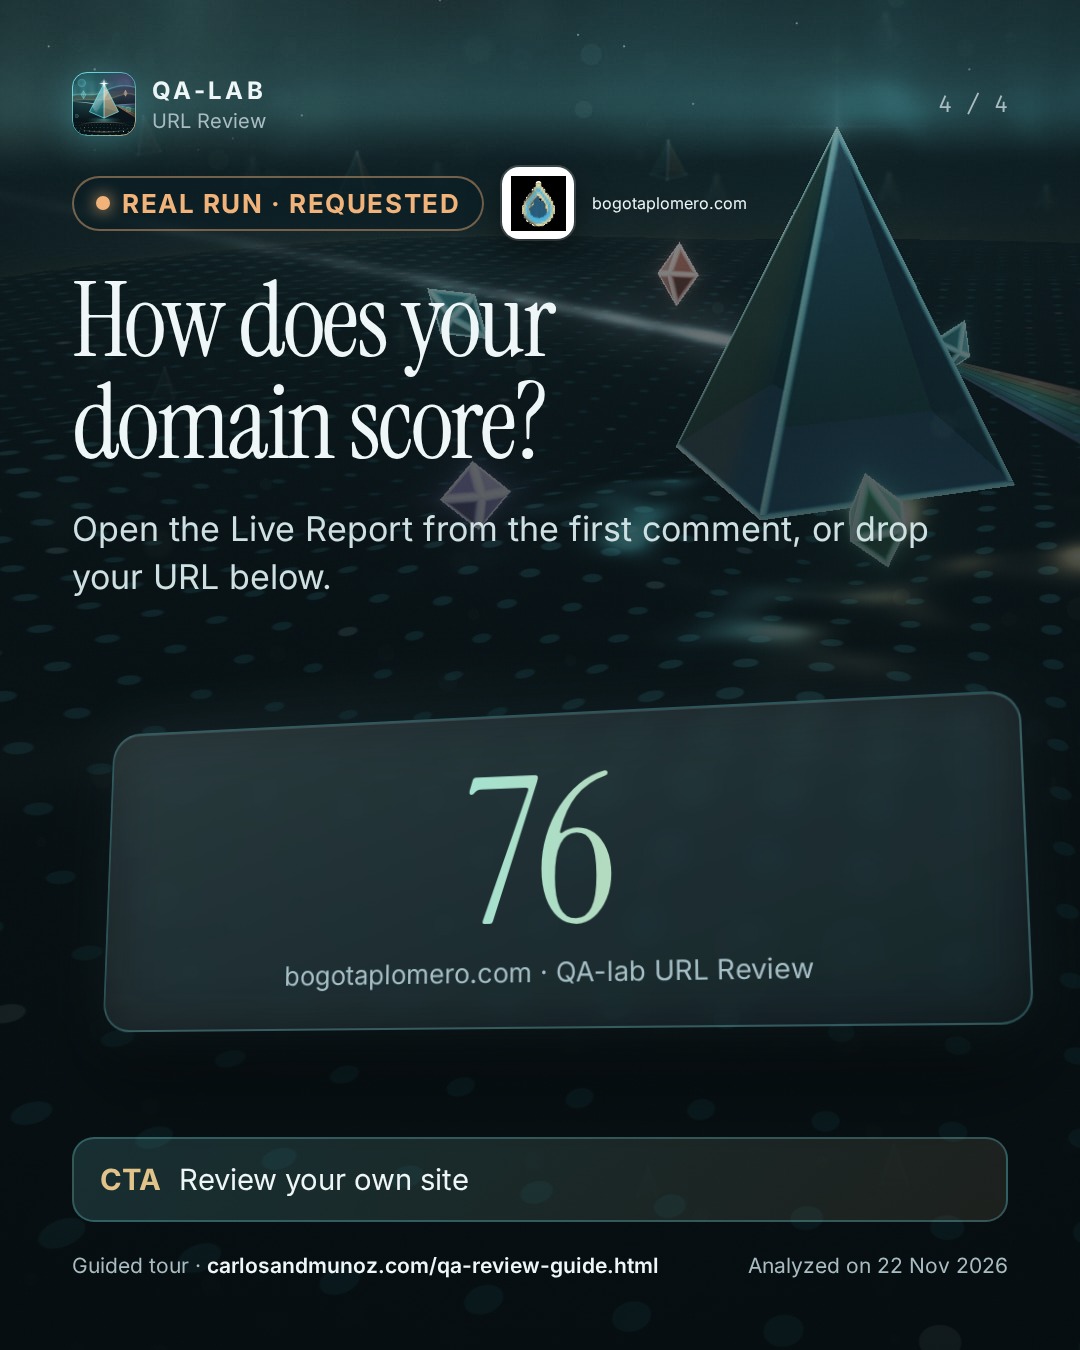 QA-LAB
URL Review
4 / 4
REAL RUN · REQUESTED
bogotaplomero.com
How does your
domain score?
Open the Live Report from the first comment, or drop
your URL below.
76
bogotaplomero.com · QA-lab URL Review
CTA Review your own site
Guided tour · carlosandmunoz.com/qa-review-guide.html
Analyzed on 22 Nov 2026